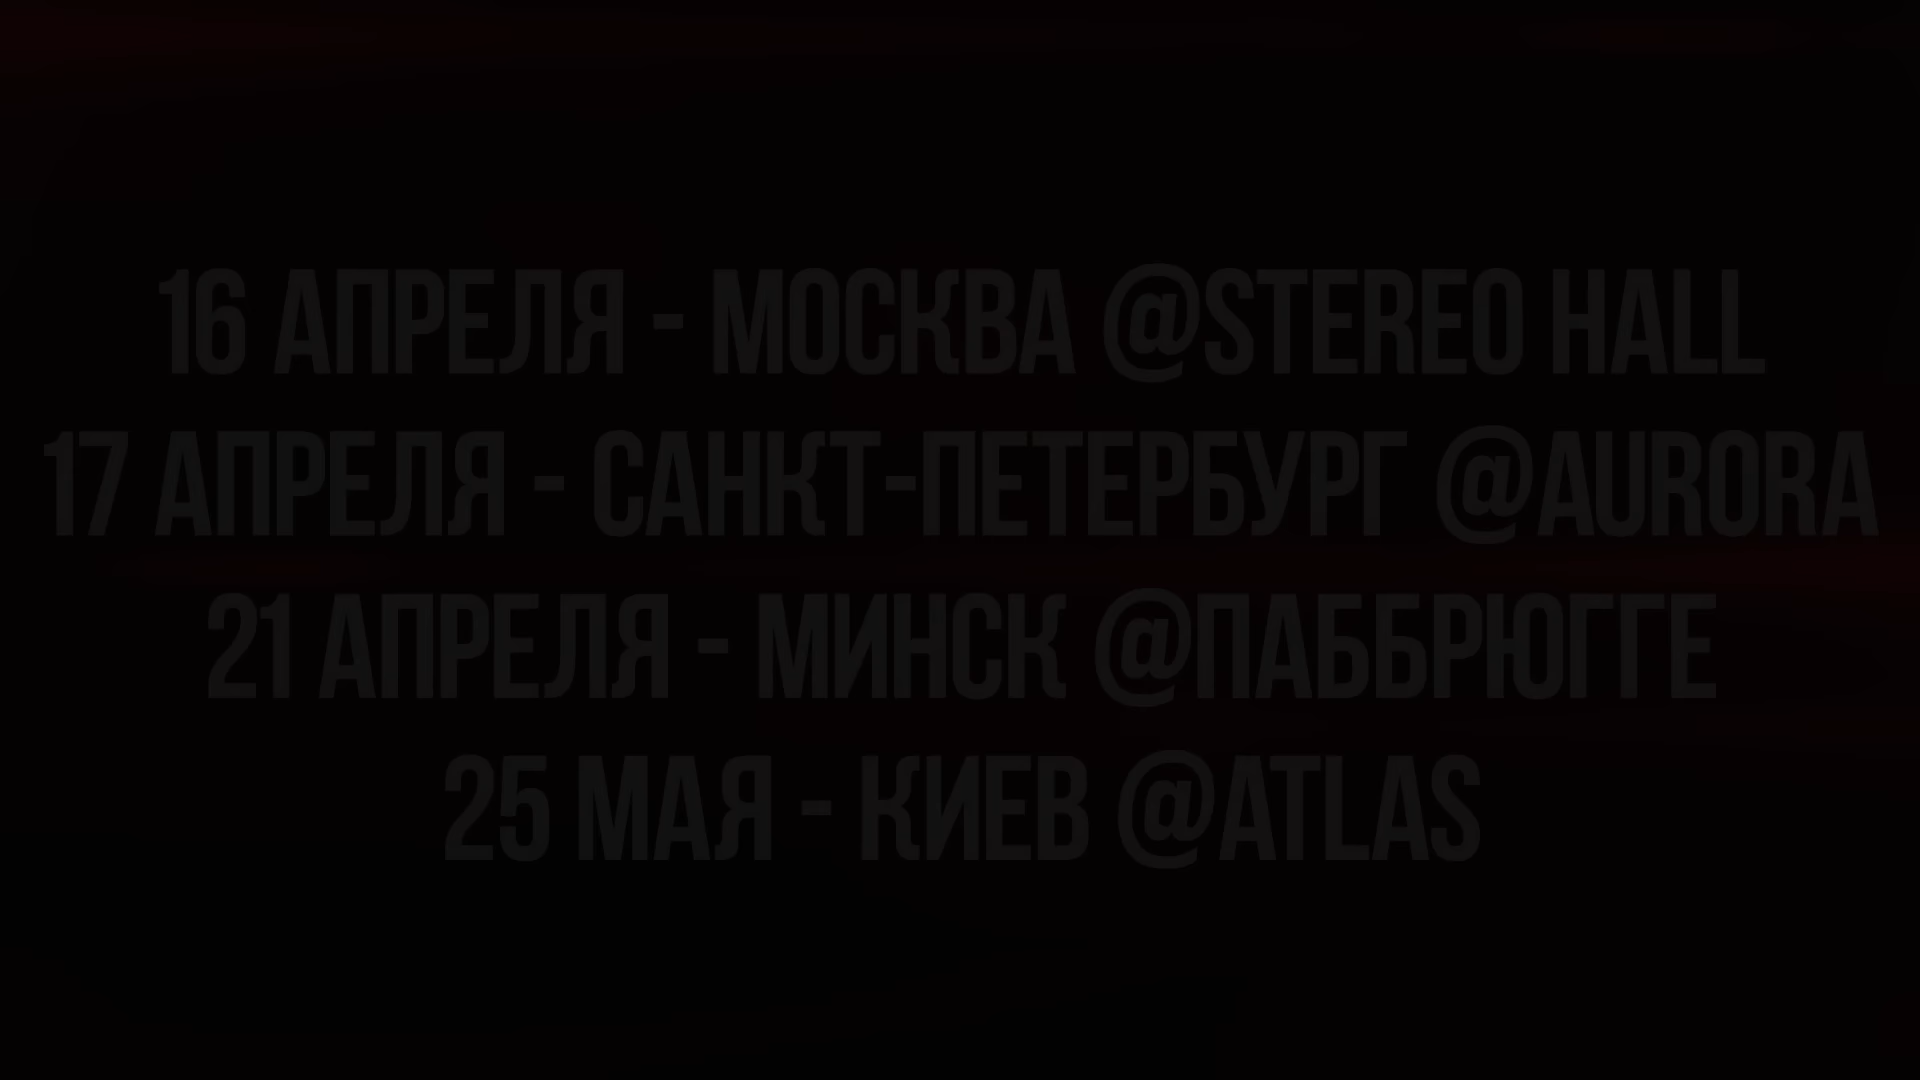 16 АПРЕЛЯ - МОСКВА @STEREO HALL
17 АПРЕЛЯ - САНКТ-ПЕТЕРБУРГ @AURORA
21 АПРЕЛЯ - МИНСК @ПАББРЮГГЕ
25 МАЯ - КИЕВ @ATLAS